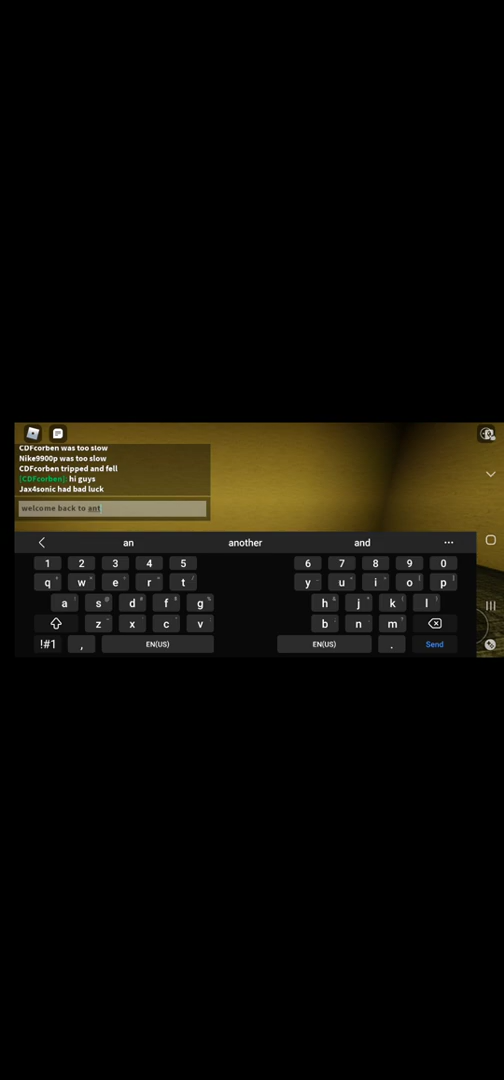 CDFcorben was too slow
Nike9900p was too slow
CDFcorben tripped and fell
[CDFcorben]: hi guys
Jax4sonic had bad luck
welcome back to ant
an another and
1 2 3 4 5 6 7 8 9 0
q w e r t y u i o p
a s d f g h j k l
z x c v b n m
!#1 , EN(US) EN(US) . Send